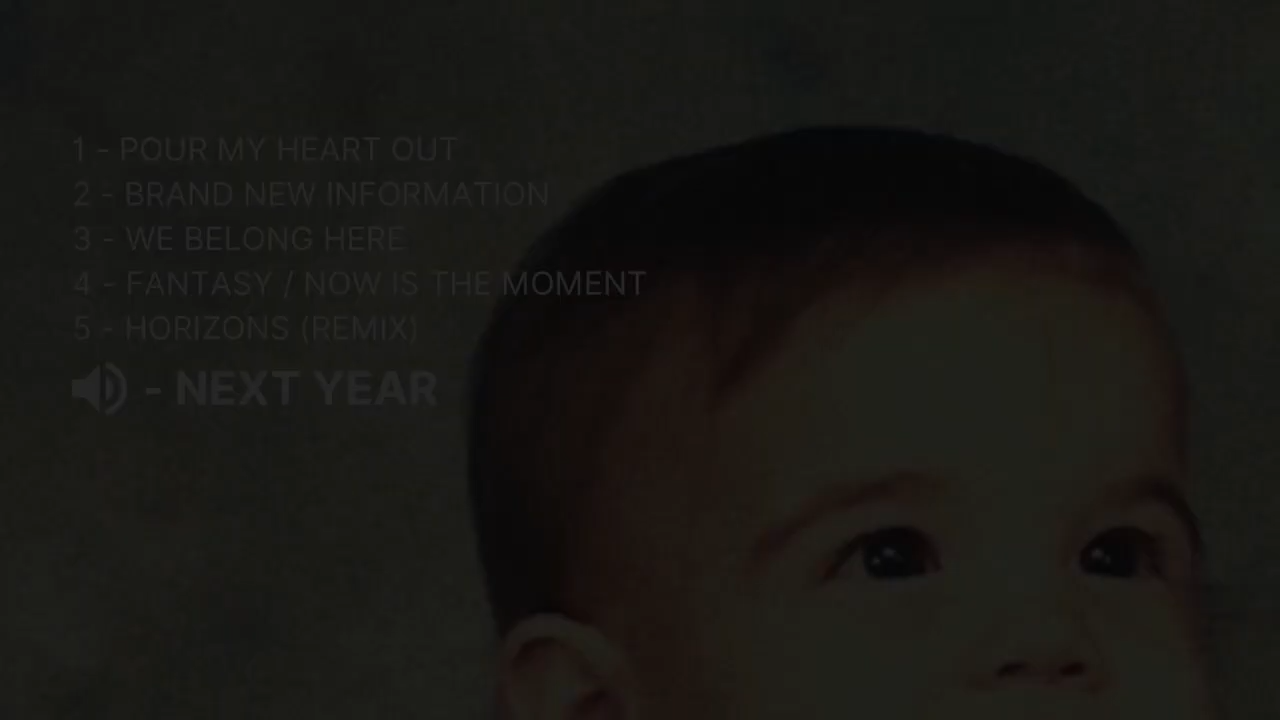 1 - POUR MY HEART OUT
2 - BRAND NEW INFORMATION
3 - WE BELONG HERE
4 - FANTASY / NOW IS THE MOMENT
5 - HORIZONS (REMIX)
- NEXT YEAR